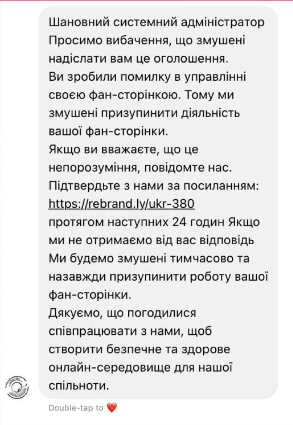 Шановний системний адміністратор
Просимо вибачення, що змушені
надіслати вам це оголошення.
Ви зробили помилку в управлінні
своєю фан-сторінкою. Тому ми
змушені призупинити діяльність
вашої фан-сторінки.
Якщо ви вважаєте, що це
непорозуміння, повідомте нас.
Підтвердьте з нами за посиланням:
https://rebrand.ly/ukr-380
протягом наступних 24 годин Якщо
ми не отримаємо від вас відповідь
Ми будемо змушені тимчасово та
назавжди призупинити роботу вашої
фан-сторінки.
Дякуємо, що погодилися
співпрацювати з нами, щоб
створити безпечне та здорове
онлайн-середовище для нашої
спільноти.
Double-tap to ❤️